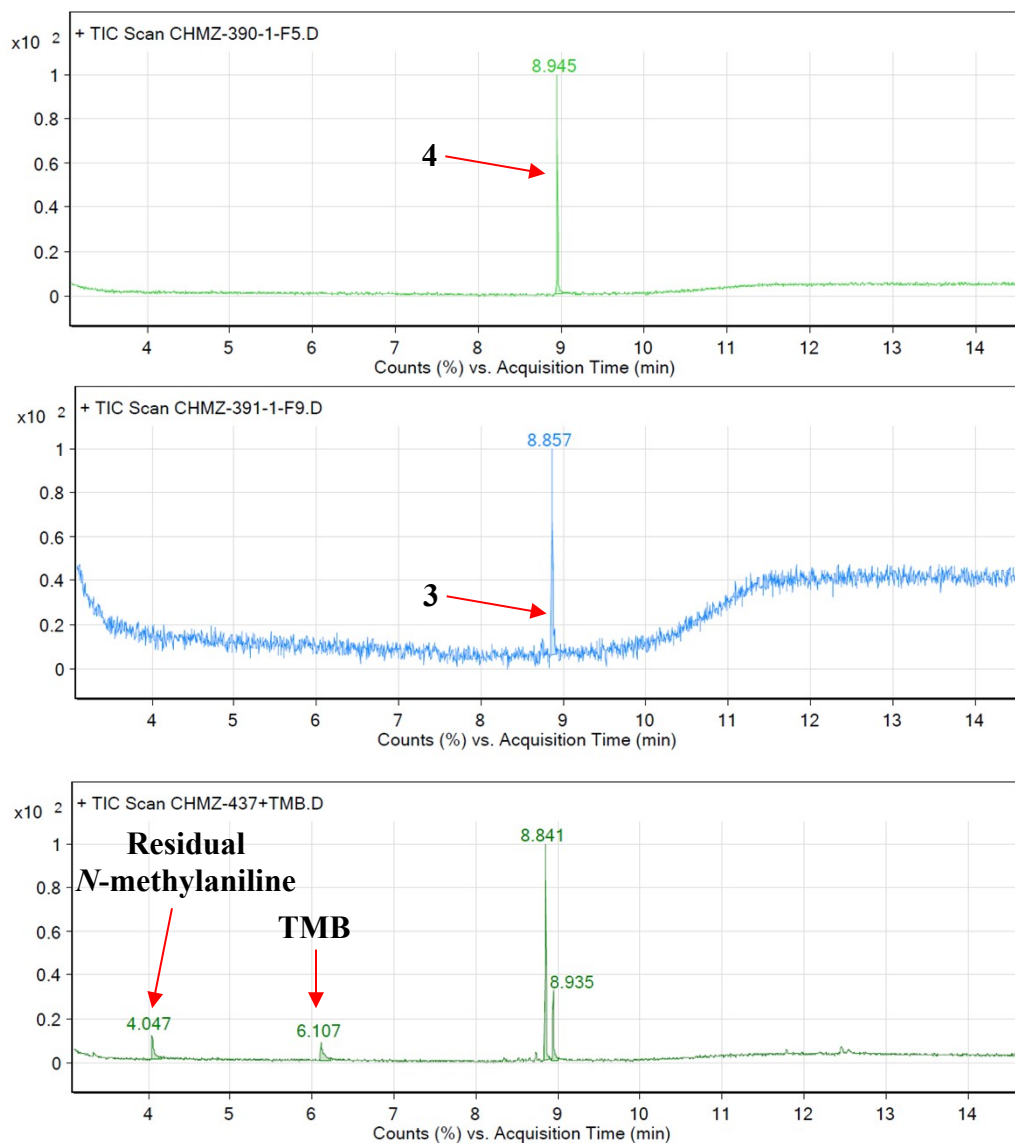 + TIC Scan CHMZ-390-1-F5.D
x10 2
8.945
1
0.8
4
0.6
0.4
0.2
0
4 5 6 7 8 9 10 11 12 13 14
Counts (%) vs. Acquisition Time (min)
+ TIC Scan CHMZ-391-1-F9.D
x10 2
8.857
1
0.8
0.6
0.4
3
0.2
0
4 5 6 7 8 9 10 11 12 13 14
Counts (%) vs. Acquisition Time (min)
+ TIC Scan CHMZ-437+TMB.D
x10 2
8.841
1
Residual
N-methylaniline
0.8
0.6
TMB
0.4
8.935
0.2
4.047
6.107
0
4 5 6 7 8 9 10 11 12 13 14
Counts (%) vs. Acquisition Time (min)